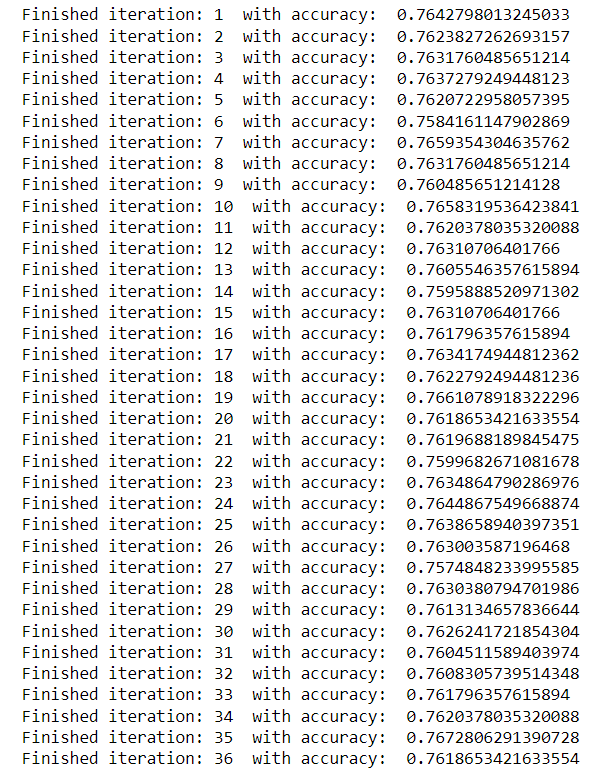 Finished iteration: 1  with accuracy:  0.7642798013245033
Finished iteration: 2  with accuracy:  0.7623827262693157
Finished iteration: 3  with accuracy:  0.7631760485651214
Finished iteration: 4  with accuracy:  0.7637279249448123
Finished iteration: 5  with accuracy:  0.7620722958057395
Finished iteration: 6  with accuracy:  0.7584161147902869
Finished iteration: 7  with accuracy:  0.7659354304635762
Finished iteration: 8  with accuracy:  0.7631760485651214
Finished iteration: 9  with accuracy:  0.760485651214128
Finished iteration: 10  with accuracy:  0.7658319536423841
Finished iteration: 11  with accuracy:  0.7620378035320088
Finished iteration: 12  with accuracy:  0.76310706401766
Finished iteration: 13  with accuracy:  0.7605546357615894
Finished iteration: 14  with accuracy:  0.7595888520971302
Finished iteration: 15  with accuracy:  0.76310706401766
Finished iteration: 16  with accuracy:  0.761796357615894
Finished iteration: 17  with accuracy:  0.7634174944812362
Finished iteration: 18  with accuracy:  0.7622792494481236
Finished iteration: 19  with accuracy:  0.7661078918322296
Finished iteration: 20  with accuracy:  0.7618653421633554
Finished iteration: 21  with accuracy:  0.7619688189845475
Finished iteration: 22  with accuracy:  0.7599682671081678
Finished iteration: 23  with accuracy:  0.7634864790286976
Finished iteration: 24  with accuracy:  0.7644867549668874
Finished iteration: 25  with accuracy:  0.7638658940397351
Finished iteration: 26  with accuracy:  0.763003587196468
Finished iteration: 27  with accuracy:  0.7574848233995585
Finished iteration: 28  with accuracy:  0.7630380794701986
Finished iteration: 29  with accuracy:  0.7613134657836644
Finished iteration: 30  with accuracy:  0.7626241721854304
Finished iteration: 31  with accuracy:  0.7604511589403974
Finished iteration: 32  with accuracy:  0.7608305739514348
Finished iteration: 33  with accuracy:  0.761796357615894
Finished iteration: 34  with accuracy:  0.7620378035320088
Finished iteration: 35  with accuracy:  0.7672806291390728
Finished iteration: 36  with accuracy:  0.7618653421633554